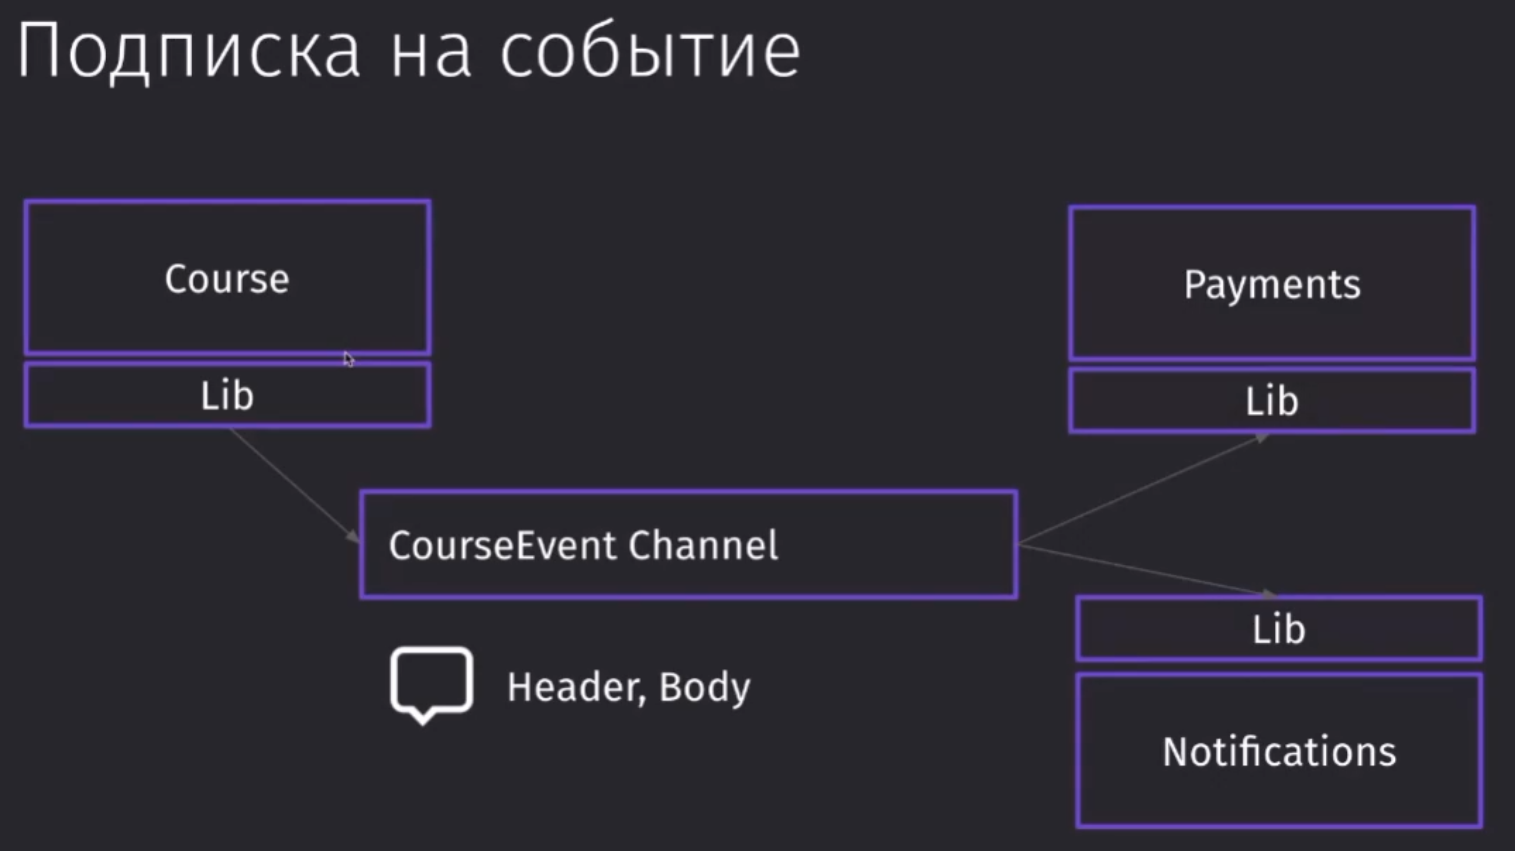 Подписка на событие
Course
Lib
Payments
Lib
CourseEvent Channel
Header, Body
Lib
Notifications